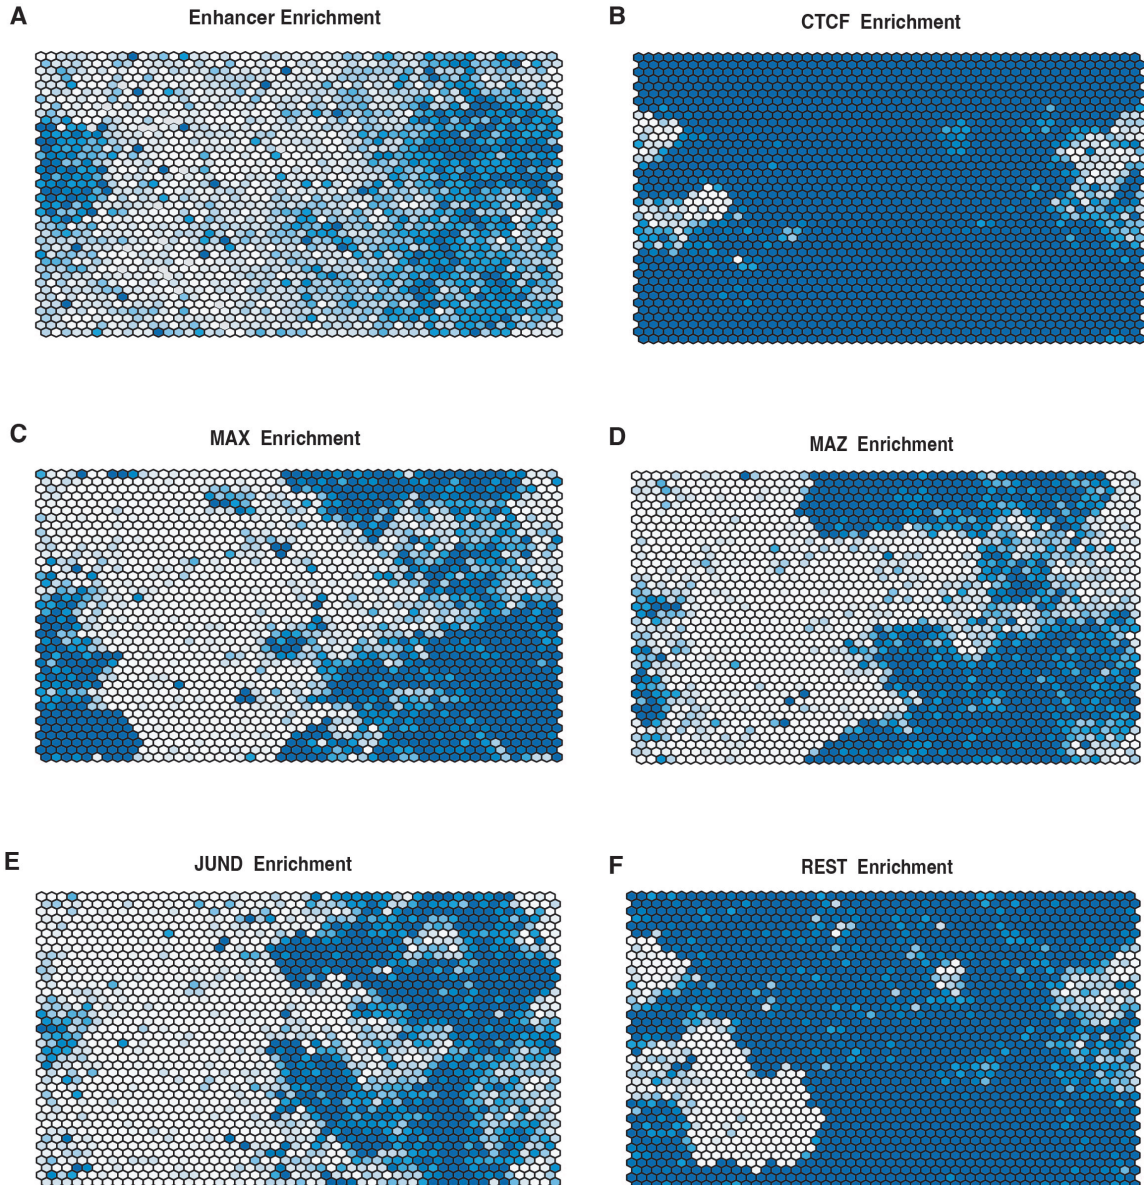 A Enhancer Enrichment
B CTCF Enrichment
C MAX Enrichment
D MAZ Enrichment
E JUND Enrichment
F REST Enrichment